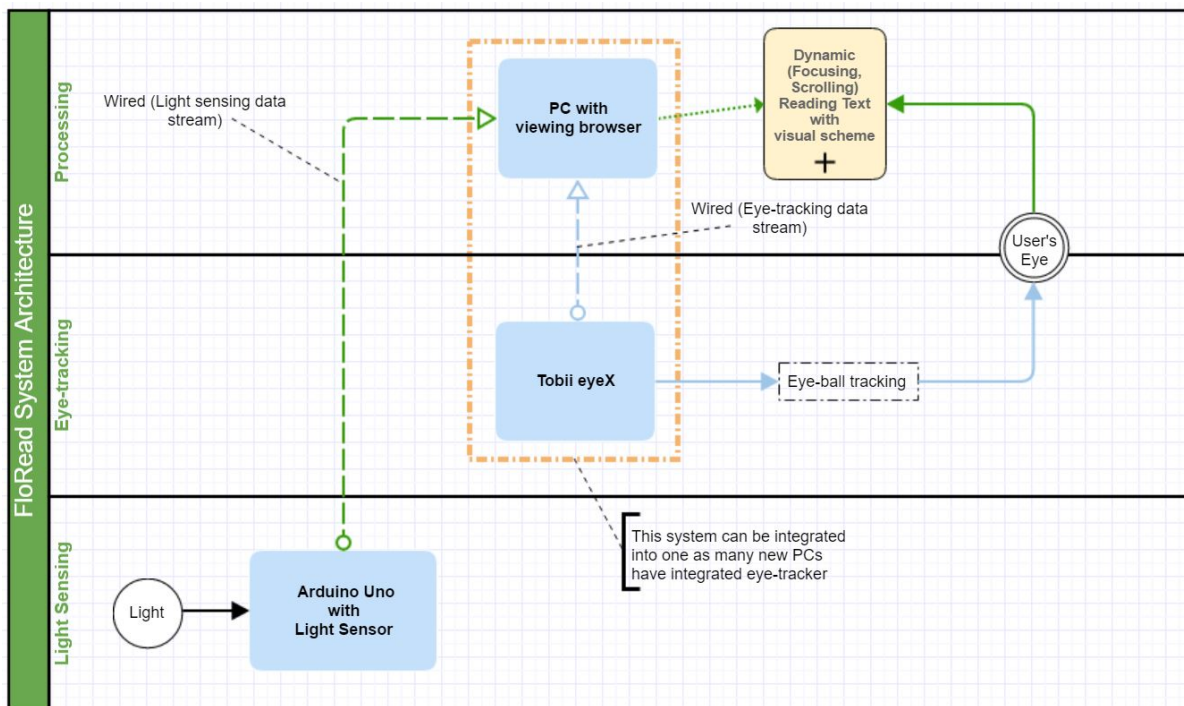 FloRead System Architecture
Processing
Wired (Light sensing data
stream)
PC with
viewing browser
Dynamic
(Focusing,
Scrolling)
Reading Text
with
visual scheme
Wired (Eye-tracking data
stream)
User's
Eye
Eye-tracking
Tobii eyeX
Eye-ball tracking
Light Sensing
Light
Arduino Uno
with
Light Sensor
This system can be integrated
into one as many new PCs
have integrated eye-tracker